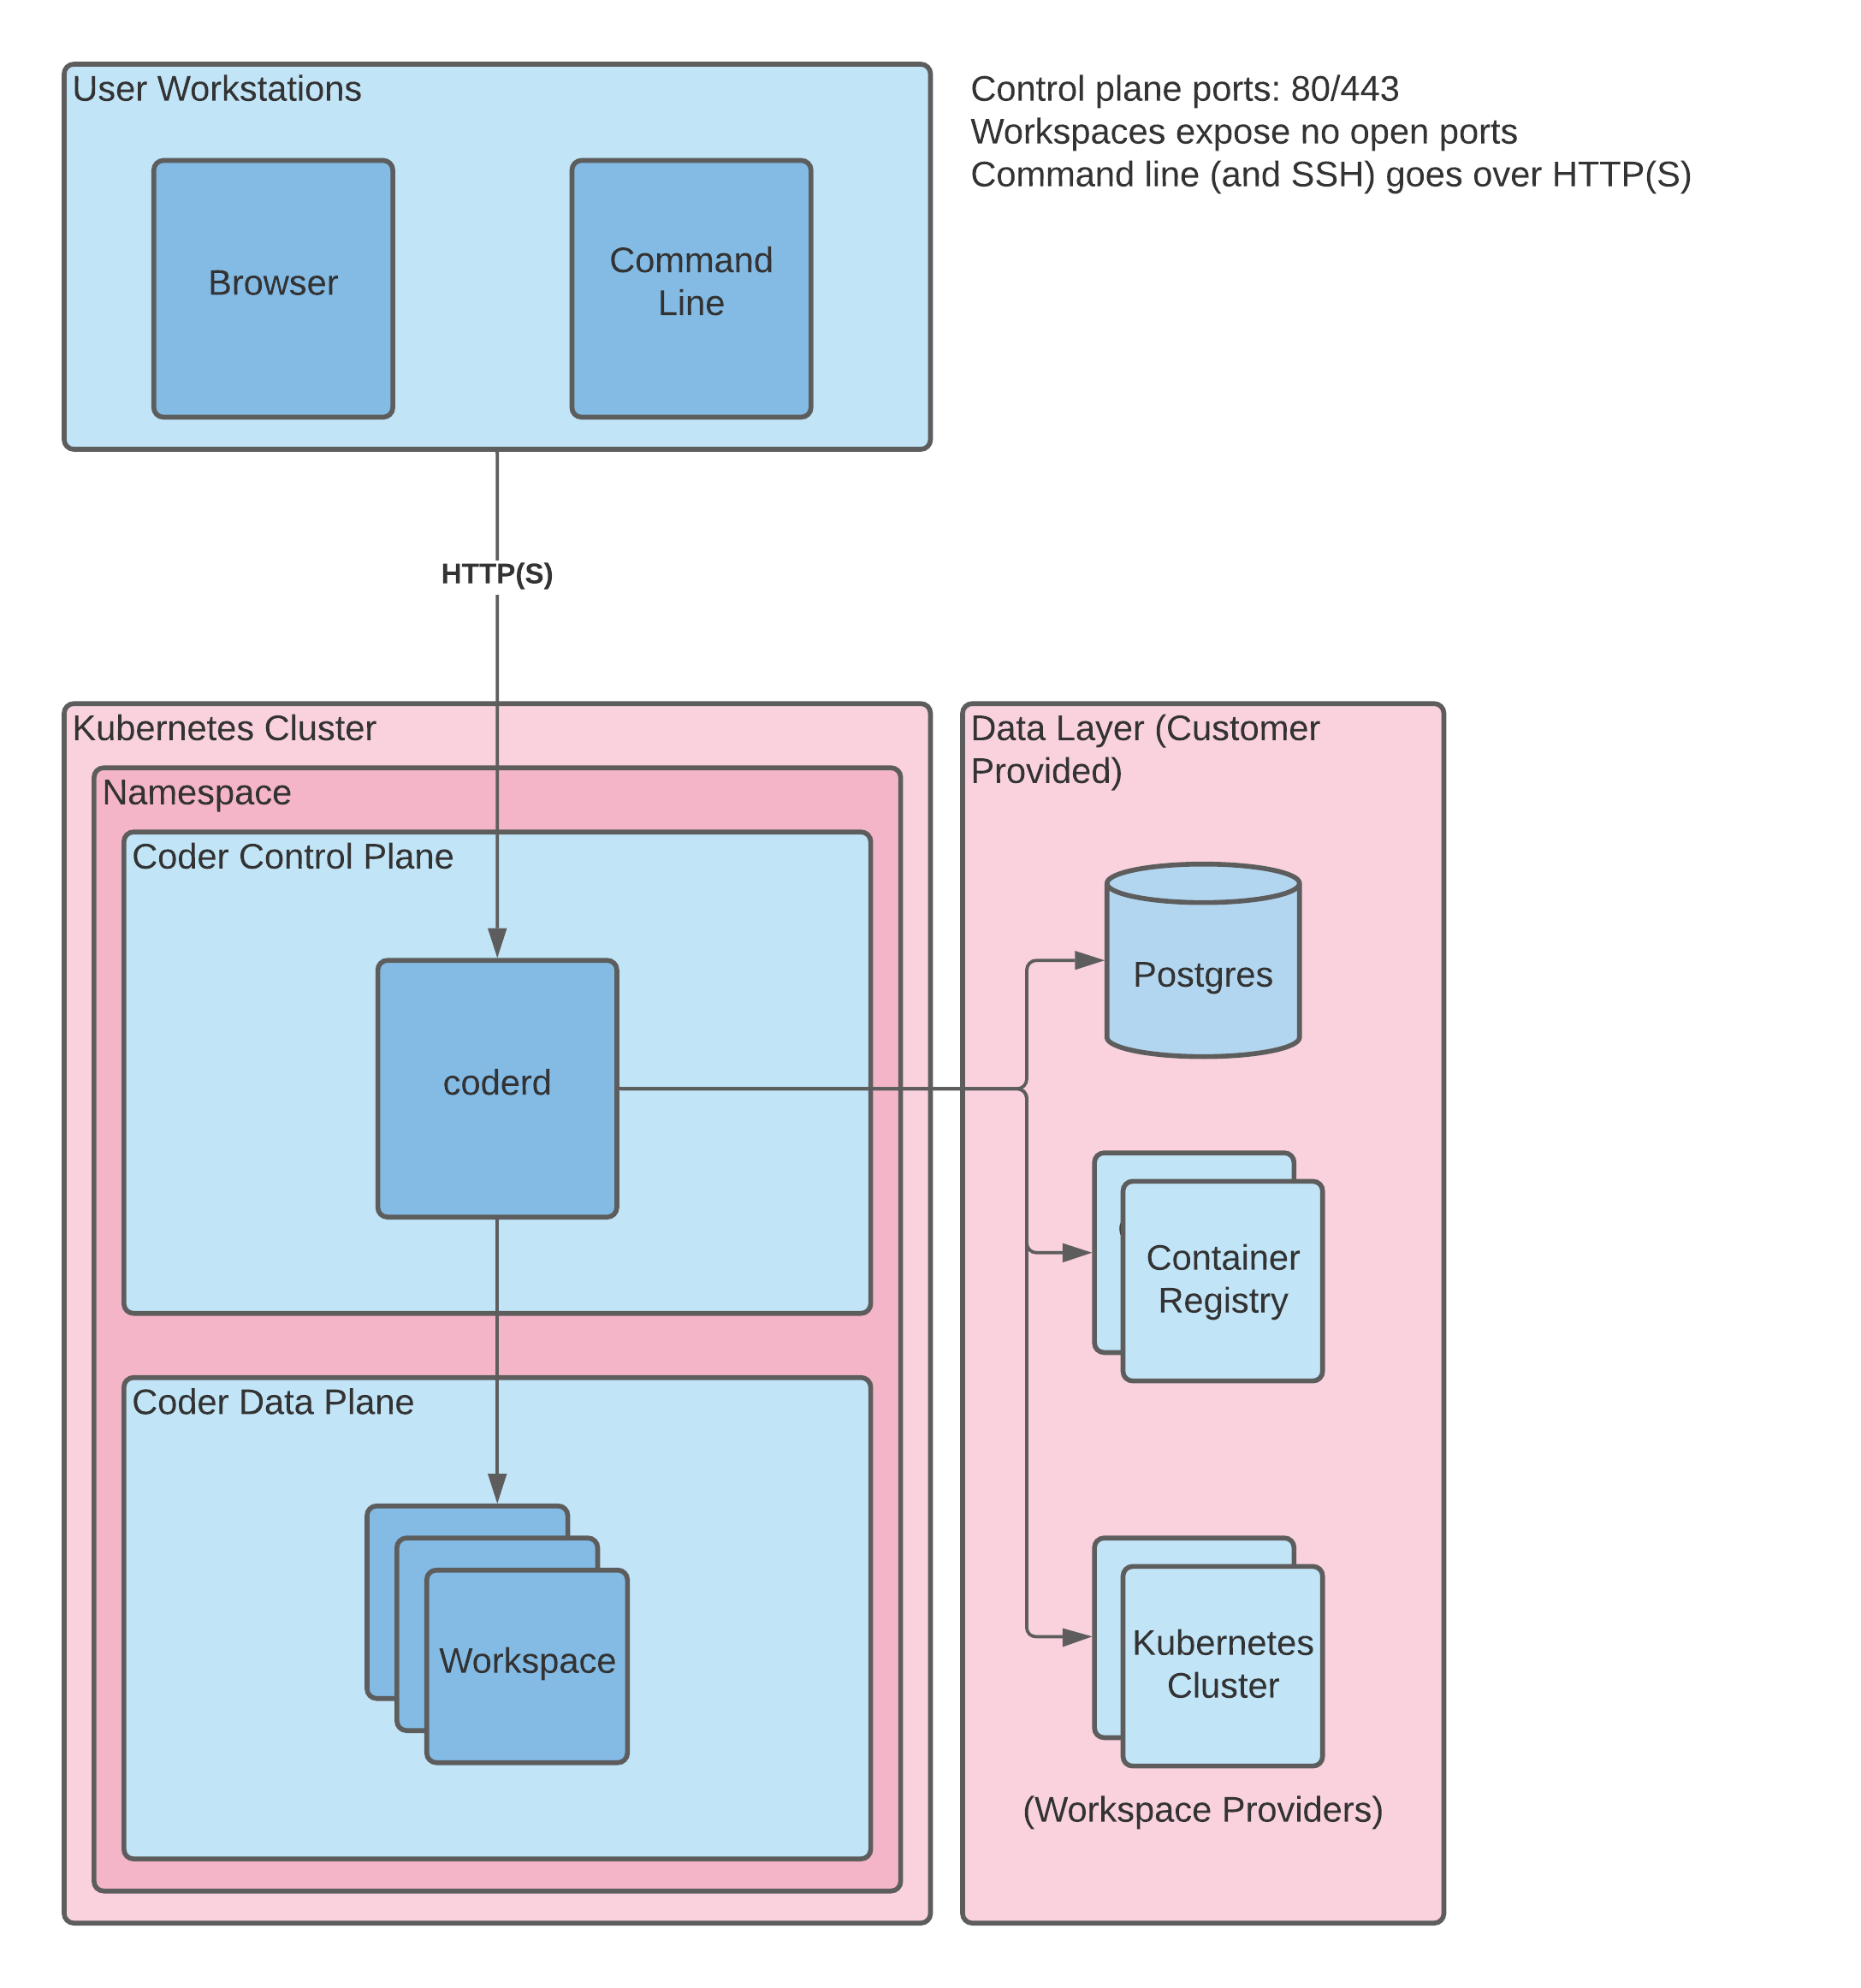 User Workstations
Control plane ports: 80/443
Workspaces expose no open ports
Command line (and SSH) goes over HTTP(S)
Browser
Command
Line
HTTP(S)
Kubernetes Cluster
Namespace
Coder Control Plane
coderd
Coder Data Plane
Workspace
Data Layer (Customer
Provided)
Postgres
Container
Registry
Kubernetes
Cluster
(Workspace Providers)